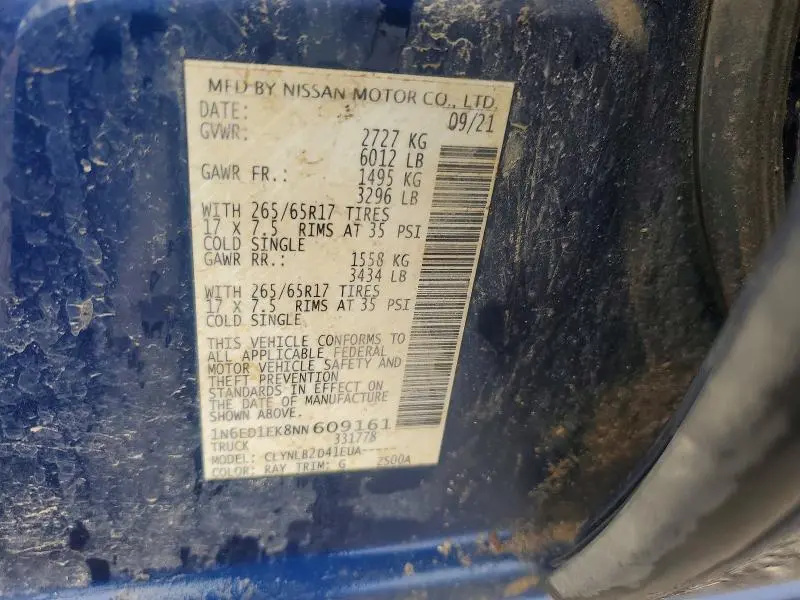 MFD BY NISSAN MOTOR CO., LTD.
DATE: 09/21
GVWR: 2727 KG
6012 LB
GAWR FR.: 1495 KG
3296 LB
WITH 265/65R17 TIRES
17 X 7.5 RIMS AT 35 PSI
COLD SINGLE
GAWR RR.: 1558 KG
3434 LB
WITH 265/65R17 TIRES
17 X 7.5 RIMS AT 35 PSI
COLD SINGLE
THIS VEHICLE CONFORMS TO
ALL APPLICABLE FEDERAL
MOTOR VEHICLE SAFETY AND
THEFT PREVENTION
STANDARDS IN EFFECT ON
THE DATE OF MANUFACTURE
SHOWN ABOVE.
1N6ED1EK8NN609161
TRUCK 331778
MODEL: CLYNLB2D41EUA-----
COLOR: RAY TRIM: G 2S00A